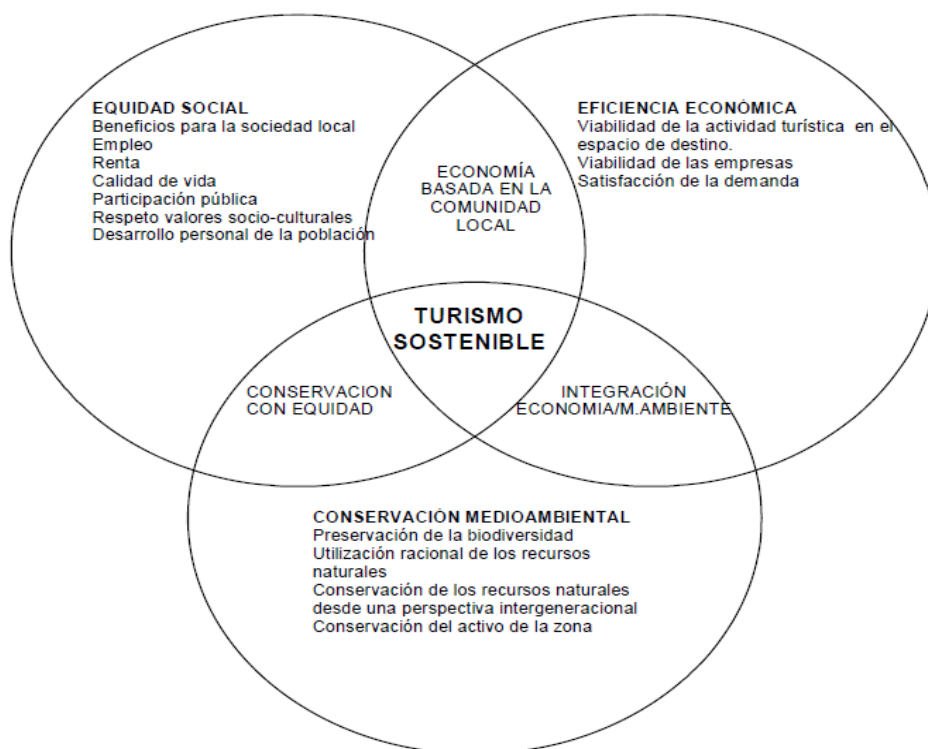 EQUIDAD SOCIAL
Beneficios para la sociedad local
Empleo
Renta
Calidad de vida
Participación pública
Respeto valores socio-culturales
Desarrollo personal de la población
EFICIENCIA ECONÓMICA
Viabilidad de la actividad turística en el
espacio de destino.
Viabilidad de las empresas
Satisfacción de la demanda
ECONOMÍA
BASADA EN LA
COMUNIDAD
LOCAL
TURISMO
SOSTENIBLE
CONSERVACION
CON EQUIDAD
INTEGRACIÓN
ECONOMIA/M.AMBIENTE
CONSERVACIÓN MEDIOAMBIENTAL
Preservación de la biodiversidad
Utilización racional de los recursos
naturales
Conservación de los recursos naturales
desde una perspectiva intergeneracional
Conservación del activo de la zona